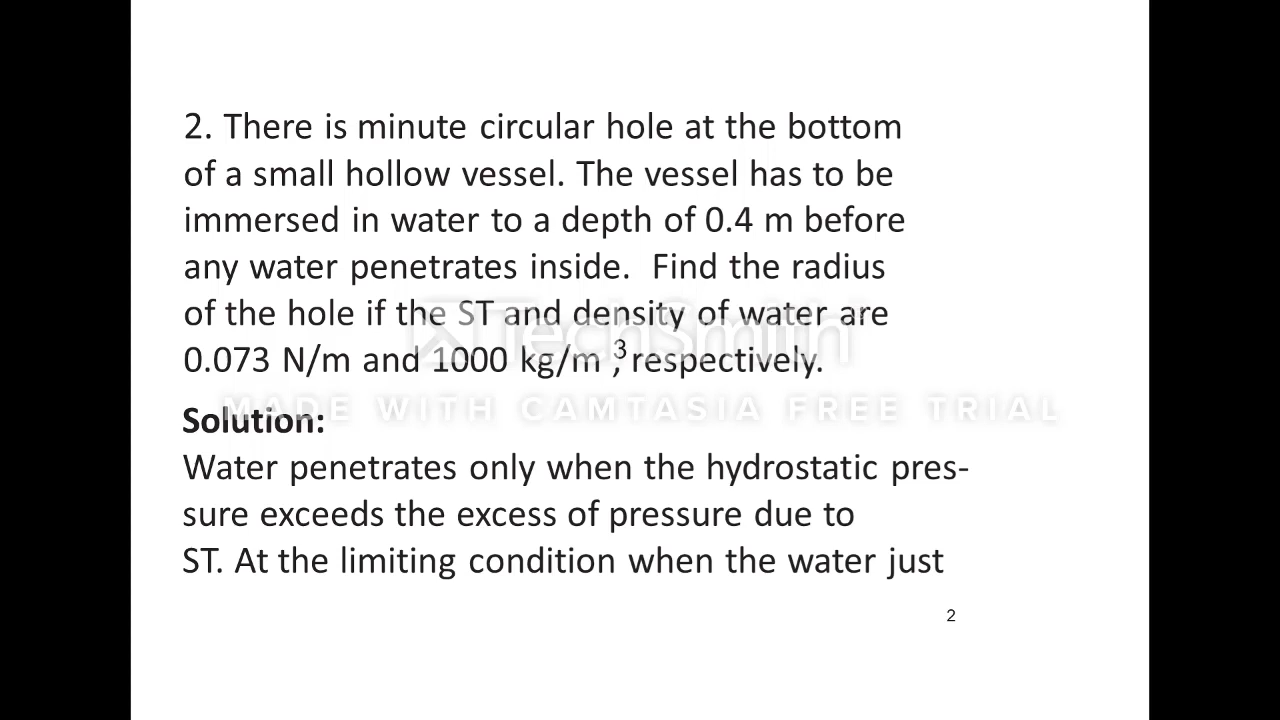 2. There is minute circular hole at the bottom
of a small hollow vessel. The vessel has to be
immersed in water to a depth of 0.4 m before
any water penetrates inside. Find the radius
of the hole if the ST and density of water are
0.073 N/m and 1000 kg/m³, respectively.
TechSmith
MADE WITH CAMTASIA FREE TRIAL
Solution:
Water penetrates only when the hydrostatic pres-
sure exceeds the excess of pressure due to
ST. At the limiting condition when the water just
2